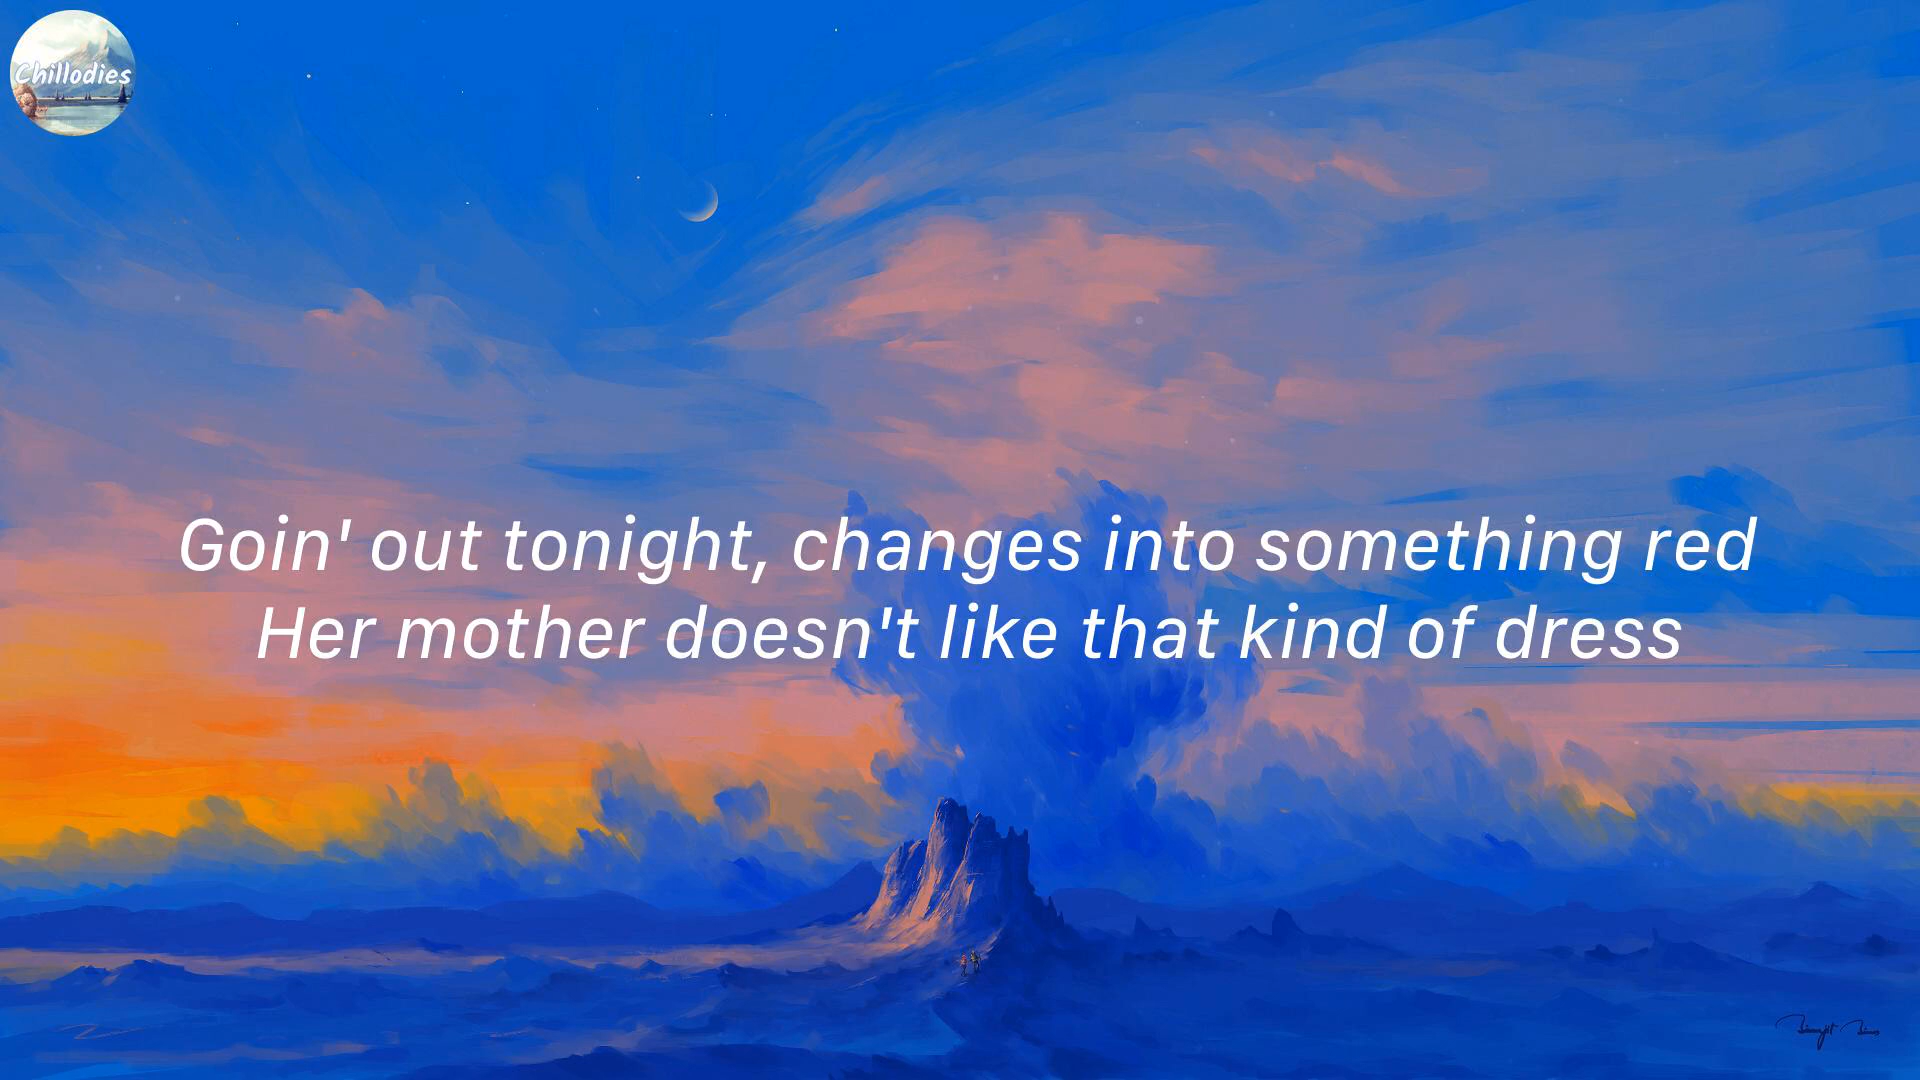 Chillodies
Goin' out tonight, changes into something red
Her mother doesn't like that kind of dress